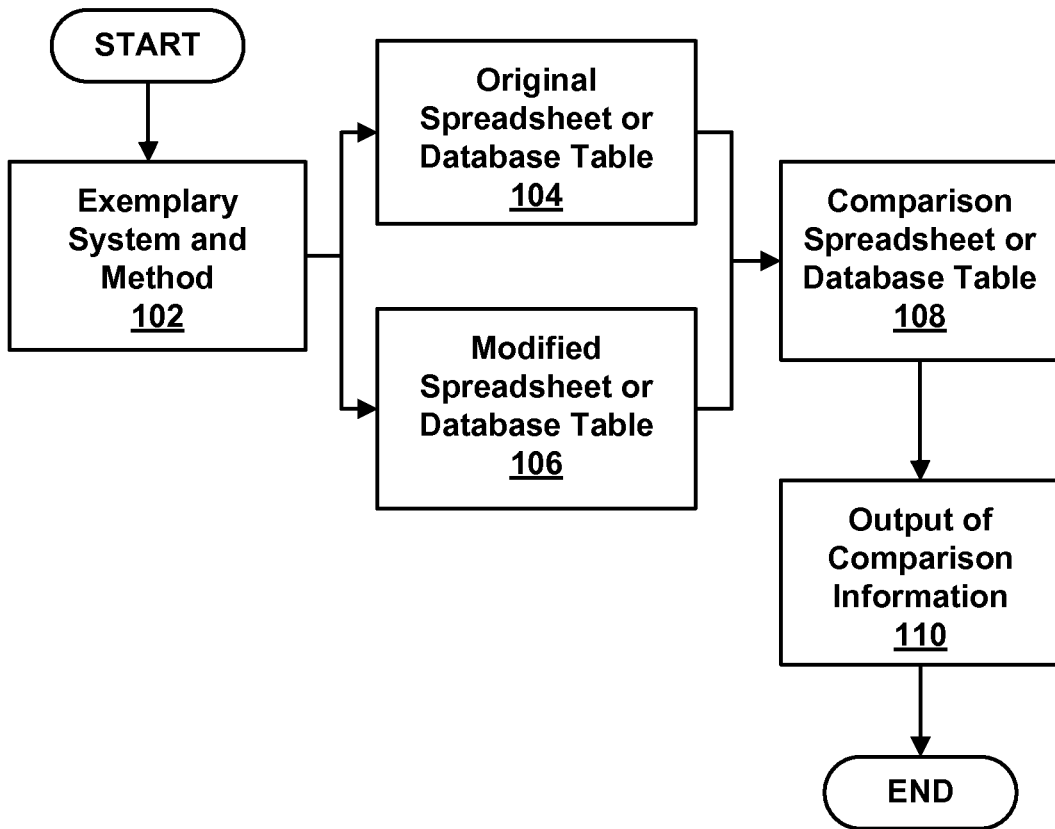 START
Exemplary
System and
Method
102
Original
Spreadsheet or
Database Table
104
Modified
Spreadsheet or
Database Table
106
Comparison
Spreadsheet or
Database Table
108
Output of
Comparison
Information
110
END